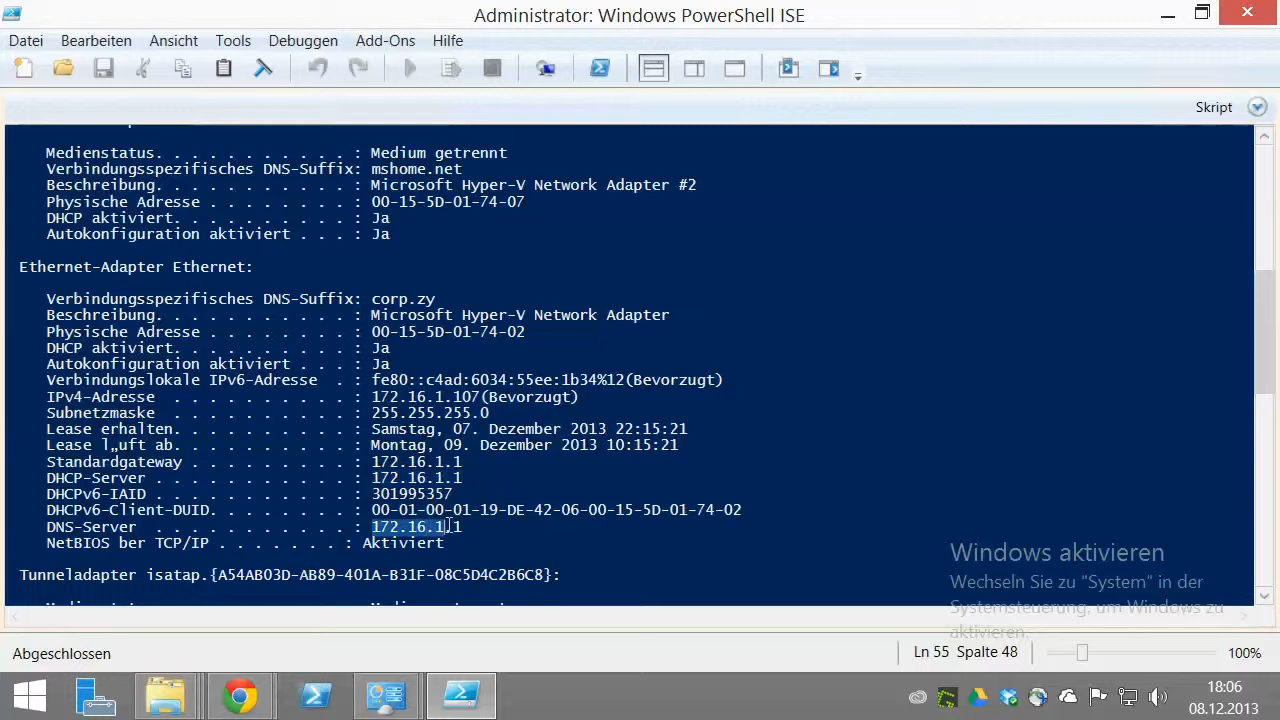 Administrator: Windows PowerShell ISE
Datei Bearbeiten Ansicht Tools Debuggen Add-Ons Hilfe
Skript
Medienstatus. . . . . . . . . . . : Medium getrennt
Verbindungsspezifisches DNS-Suffix: mshome.net
Beschreibung. . . . . . . . . . . : Microsoft Hyper-V Network Adapter #2
Physische Adresse . . . . . . . . : 00-15-5D-01-74-07
DHCP aktiviert. . . . . . . . . . : Ja
Autokonfiguration aktiviert . . . : Ja
Ethernet-Adapter Ethernet:
Verbindungsspezifisches DNS-Suffix: corp.zy
Beschreibung. . . . . . . . . . . : Microsoft Hyper-V Network Adapter
Physische Adresse . . . . . . . . : 00-15-5D-01-74-02
DHCP aktiviert. . . . . . . . . . : Ja
Autokonfiguration aktiviert . . . : Ja
Verbindungslokale IPv6-Adresse  . : fe80::c4ad:6034:55ee:1b34%12(Bevorzugt)
IPv4-Adresse  . . . . . . . . . . : 172.16.1.107(Bevorzugt)
Subnetzmaske  . . . . . . . . . . : 255.255.255.0
Lease erhalten. . . . . . . . . . : Samstag, 07. Dezember 2013 22:15:21
Lease l„uft ab. . . . . . . . . . : Montag, 09. Dezember 2013 10:15:21
Standardgateway . . . . . . . . . : 172.16.1.1
DHCP-Server . . . . . . . . . . . : 172.16.1.1
DHCPv6-IAID . . . . . . . . . . . : 301995357
DHCPv6-Client-DUID. . . . . . . . : 00-01-00-01-19-DE-42-06-00-15-5D-01-74-02
DNS-Server  . . . . . . . . . . . : 172.16.1.1
NetBIOS ber TCP/IP . . . . . . . : Aktiviert
Tunneladapter isatap.{A54AB03D-AB89-401A-B31F-08C5D4C2B6C8}:
Windows aktivieren
Wechseln Sie zu "System" in der
Systemsteuerung, um Windows zu
aktivieren.
Abgeschlossen
Ln 55 Spalte 48
100%
18:06
08.12.2013